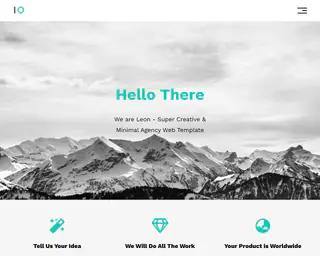 Hello There
We are Leon - Super Creative &
Minimal Agency Web Template
Tell Us Your Idea
We Will Do All The Work
Your Product is Worldwide